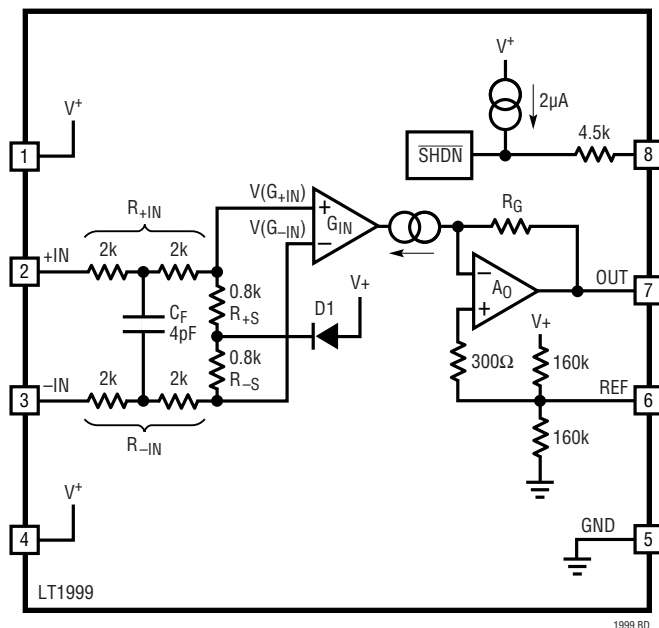 V+
2µA
4.5k
SHDN
8
V+
1
R+IN
V(G+IN)
V(G–IN)
+
–
GIN
RG
2
+IN
2k
2k
CF
4pF
0.8k
R+S
D1
V+
–
+
AO
OUT
7
0.8k
R–S
300Ω
V+
160k
3
–IN
2k
2k
REF
6
R–IN
160k
V+
4
GND
5
LT1999
1999 BD